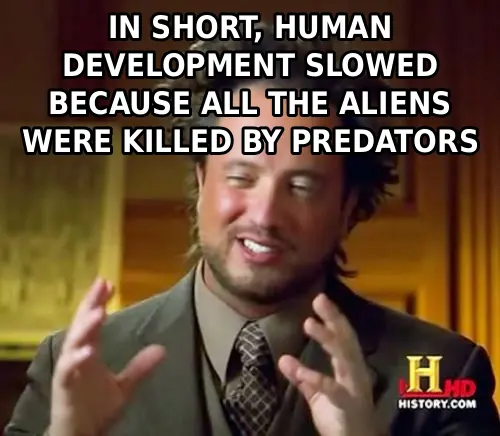 IN SHORT, HUMAN
DEVELOPMENT SLOWED
BECAUSE ALL THE ALIENS
WERE KILLED BY PREDATORS
H HD
HISTORY.COM